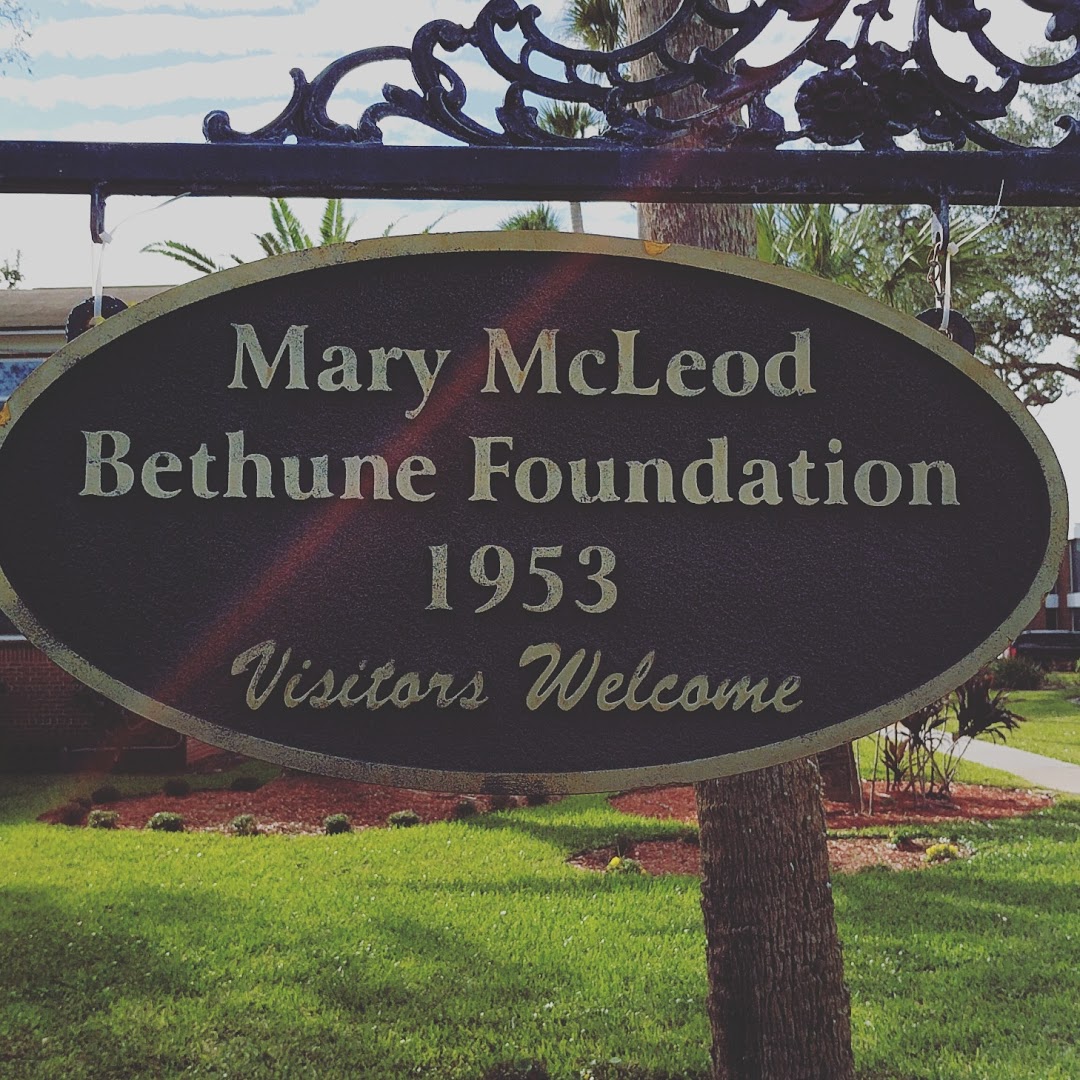 Mary McLeod
Bethune Foundation
1953
Visitors Welcome